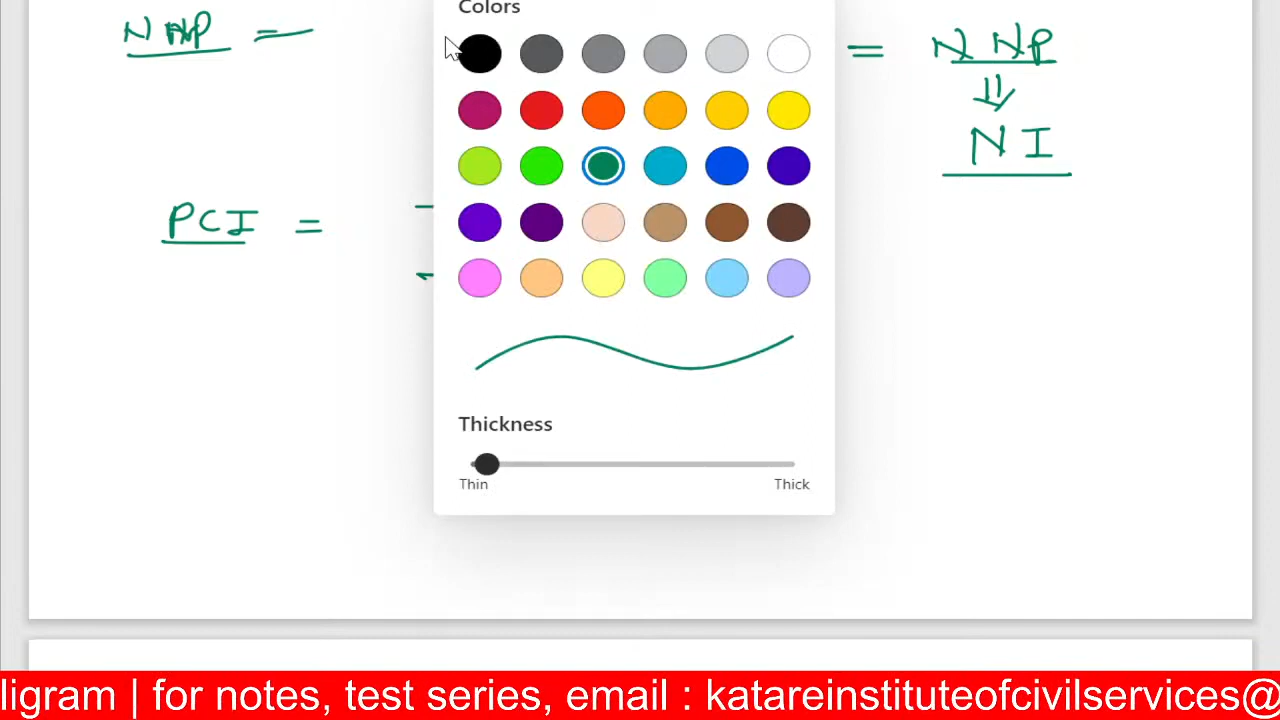 Colors
NNP =
= NNP
⇓
NI
PCI =
Thickness
Thin
Thick
ligram | for notes, test series, email : katareinstituteofcivilservices@